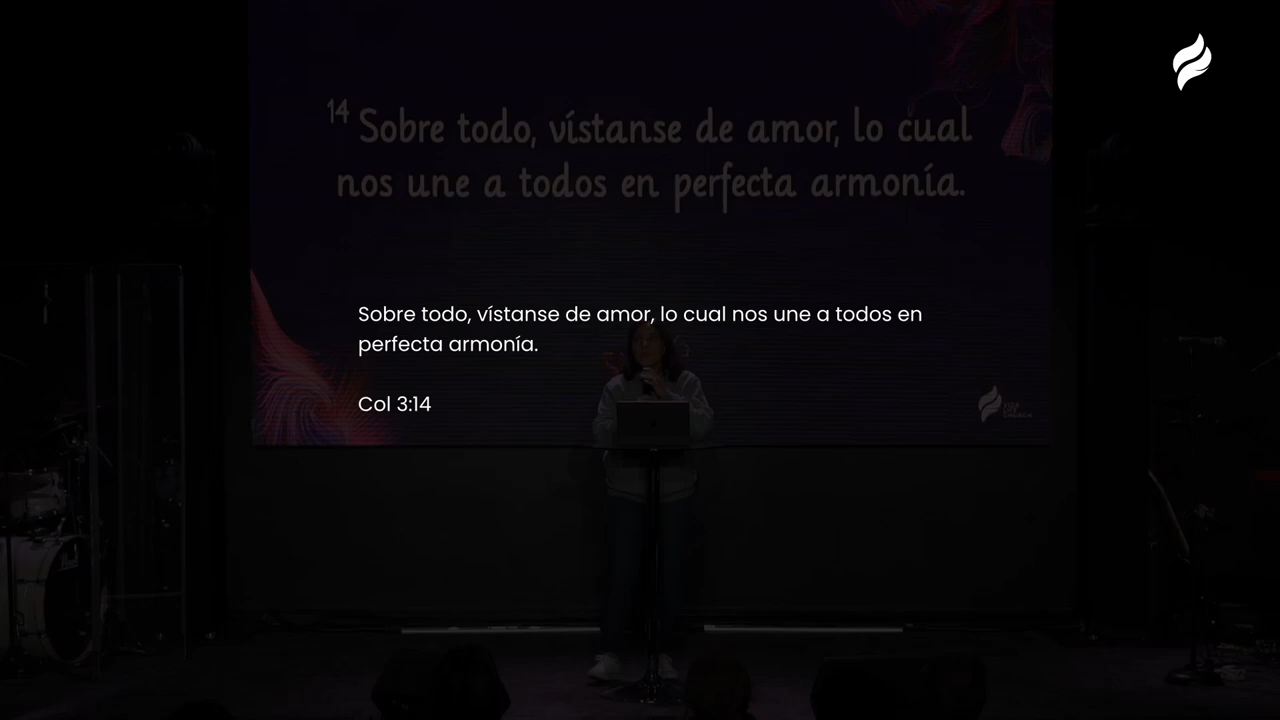 14 Sobre todo, vístanse de amor, lo cual
nos une a todos en perfecta armonía.
Sobre todo, vístanse de amor, lo cual nos une a todos en
perfecta armonía.
Col 3:14